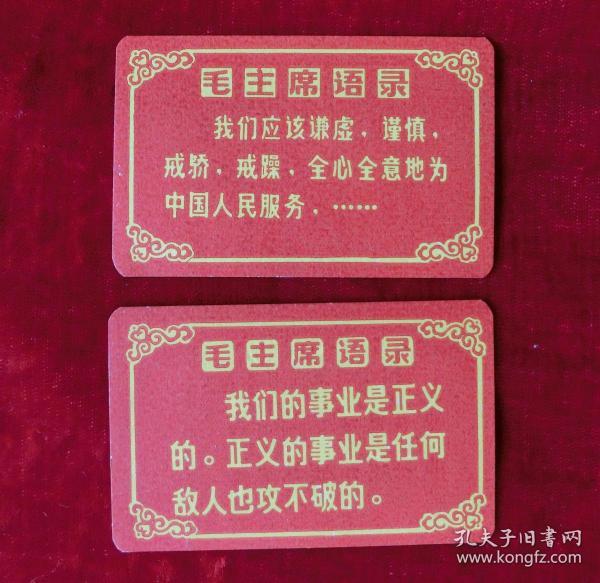 毛主席语录
我们应该谦虚，谨慎，
戒骄，戒躁，全心全意地为
中国人民服务，……
毛主席语录
我们的事业是正义
的。正义的事业是任何
敌人也攻不破的。
孔夫子旧书网
www.kongfz.com